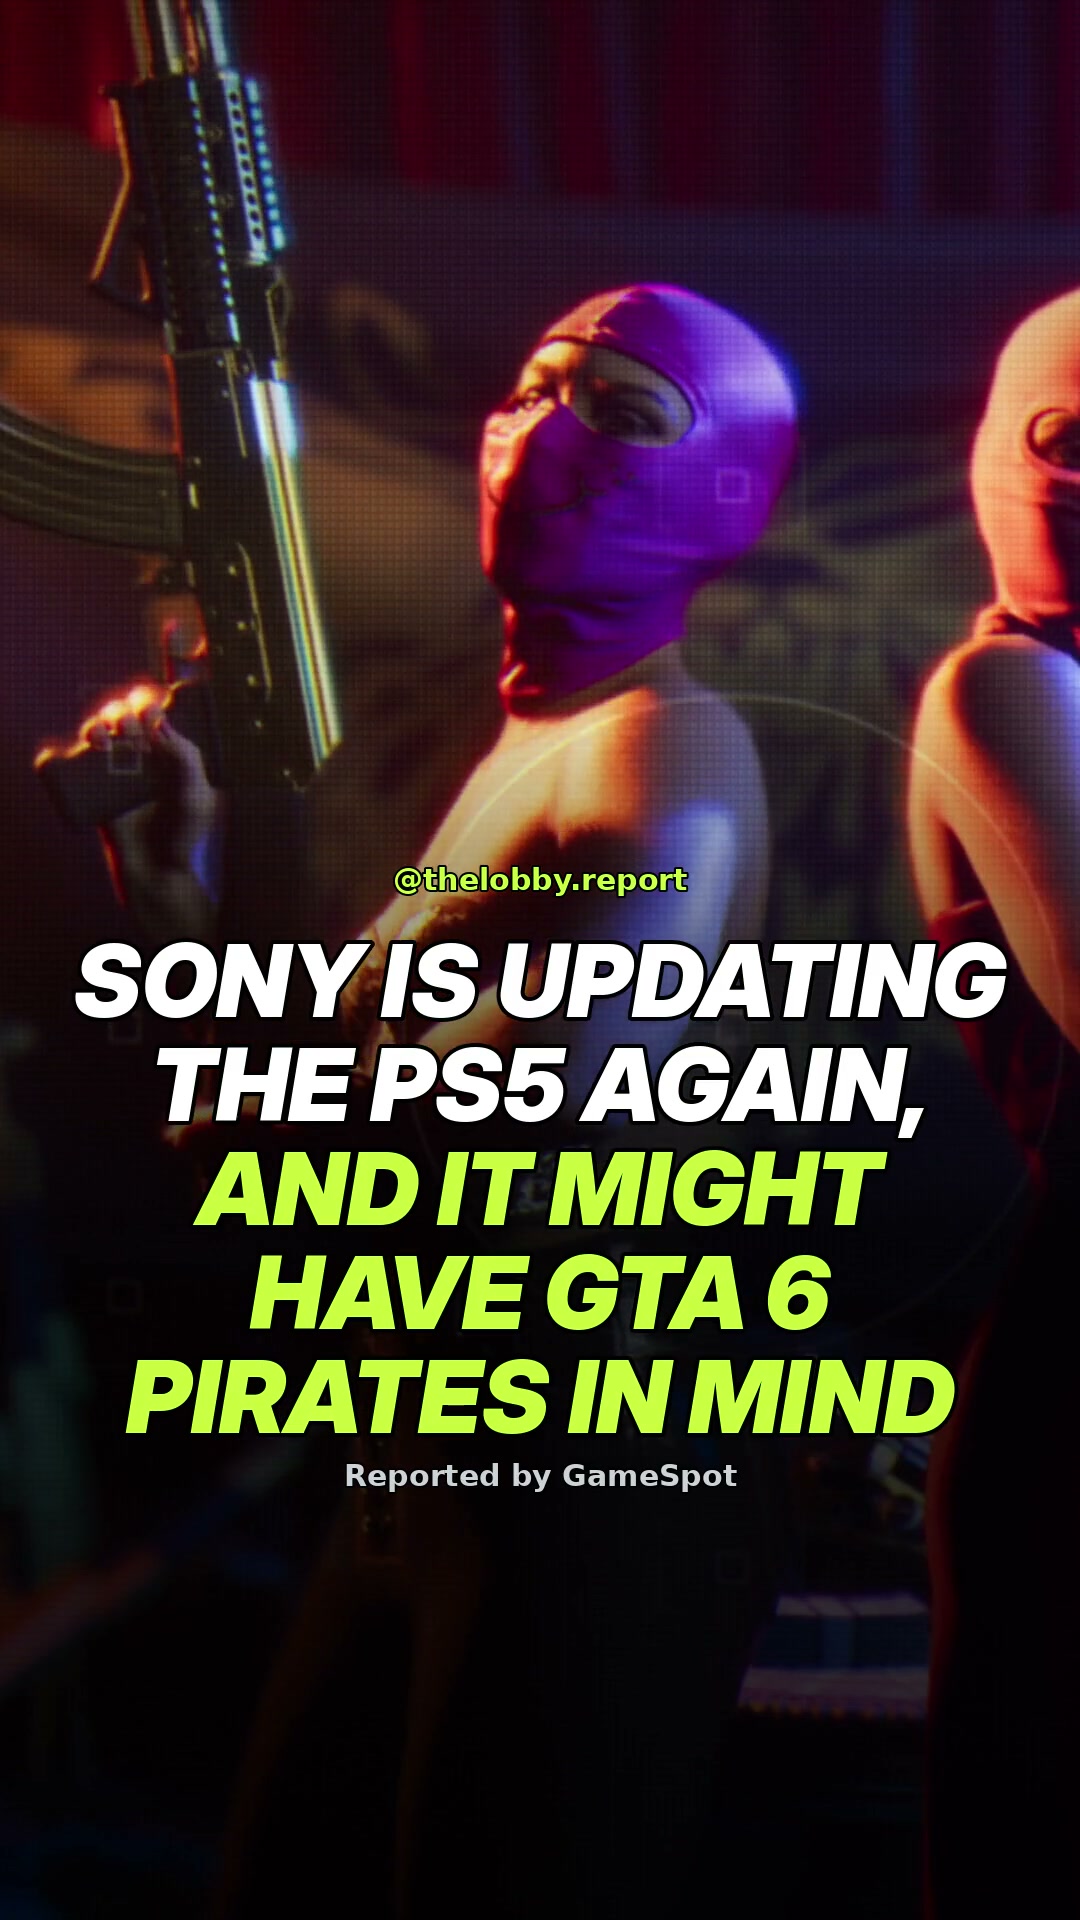 @thelobby.report
SONY IS UPDATING
THE PS5 AGAIN,
AND IT MIGHT
HAVE GTA 6
PIRATES IN MIND
Reported by GameSpot